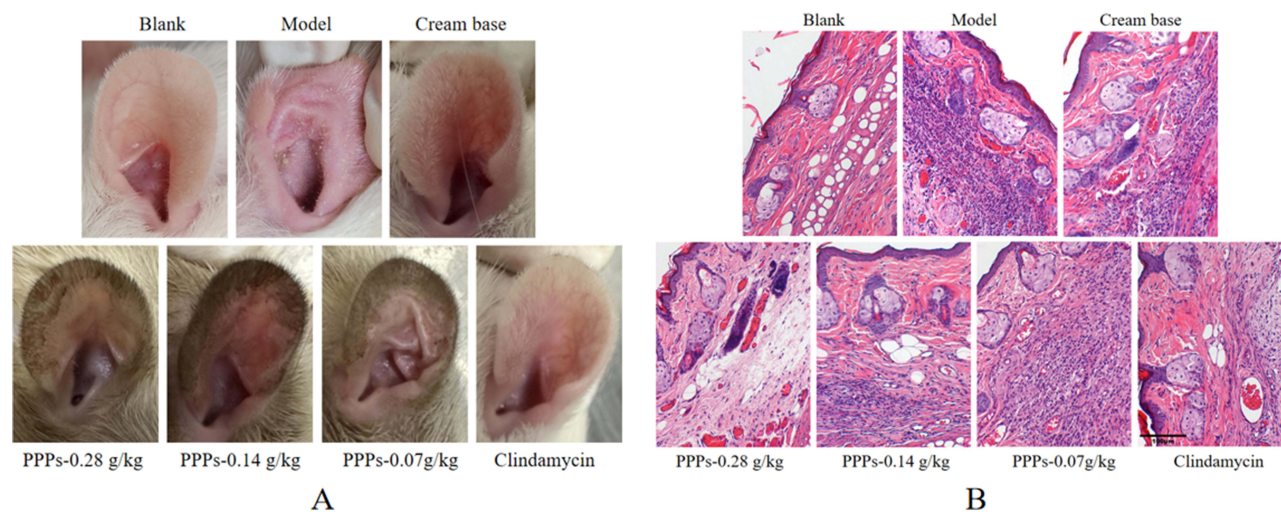 Blank Model Cream base
PPPs-0.28 g/kg PPPs-0.14 g/kg PPPs-0.07g/kg Clindamycin
A
Blank Model Cream base
PPPs-0.28 g/kg PPPs-0.14 g/kg PPPs-0.07g/kg Clindamycin
B